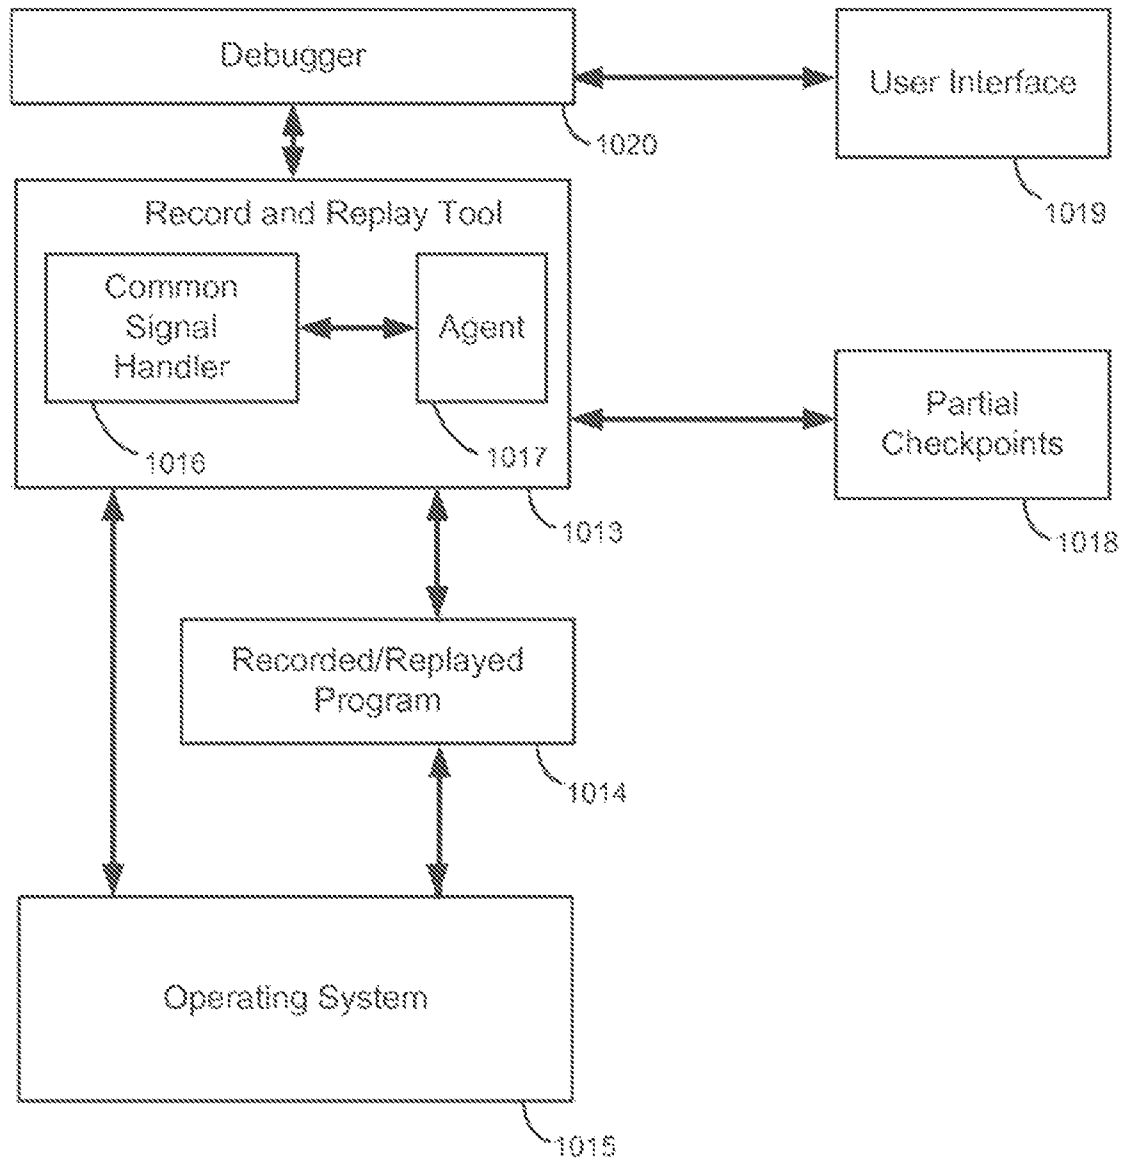 Debugger
User Interface
1020
1019
Record and Replay Tool
Common
Signal
Handler
Agent
1016
1017
Partial
Checkpoints
1013
1018
Recorded/Replayed
Program
1014
Operating System
1015